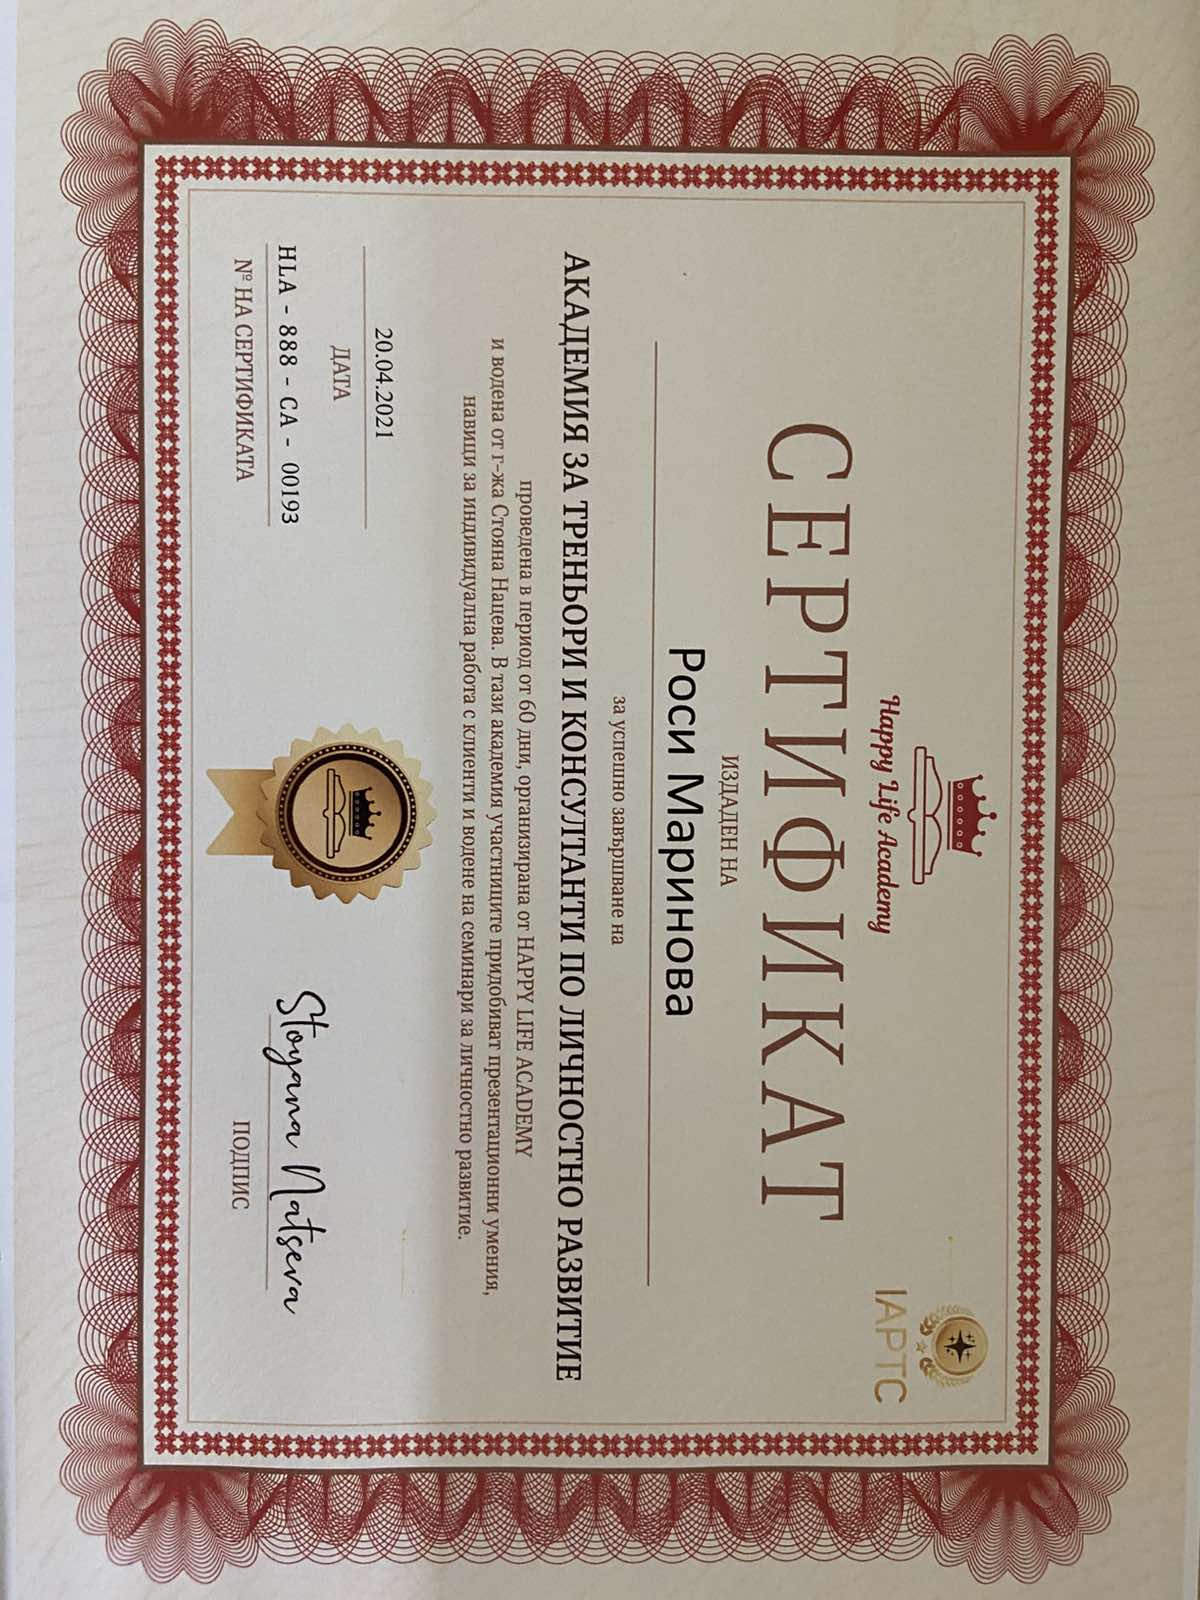 Happy Life Academy
IAPTC
СЕРТИФИКАТ
ИЗДАДЕН НА
Роси Маринова
за успешно завършване на
АКАДЕМИЯ ЗА ТРЕНЬОРИ И КОНСУЛТАНТИ ПО ЛИЧНОСТНО РАЗВИТИЕ
проведена в период от 60 дни, организирана от HAPPY LIFE ACADEMY
и водена от г-жа Стояна Нацева. В тази академия участниците придобиват презентационни умения,
навици за индивидуална работа с клиенти и водене на семинари за личностно развитие.
20.04.2021
ДАТА
HLA - 888 - CA - 00193
№ НА СЕРТИФИКАТА
Stoyana Natseva
ПОДПИС